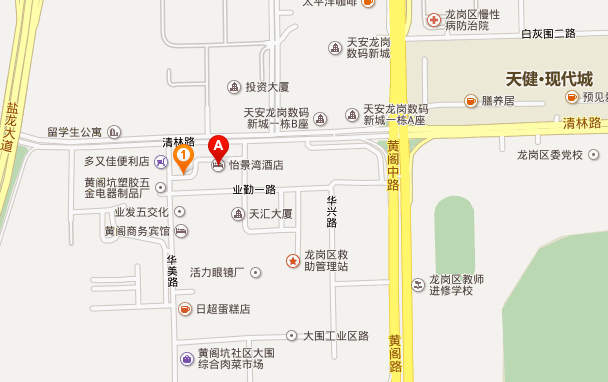 太平洋咖啡
龙岗区慢性
病防治院
天安龙岗
数码新城
白灰围二路
天健·现代城
投资大厦
膳养居
预见
盐龙大道
天安龙岗数码
新城一栋B座
天安龙岗数码
新城一栋A座
清林路
留学生公寓
清林路
A
1
多又佳便利店
怡景湾酒店
黄阁中路
龙岗区委党校
黄阁坑塑胶五
金电器制品厂
业勤一路
华兴路
业发五交化
天汇大厦
黄阁商务宾馆
华美路
龙岗区救
助管理站
活力眼镜厂
龙岗区教师
进修学校
日超蛋糕店
大围工业区路
黄阁路
黄阁坑社区大围
综合肉菜市场